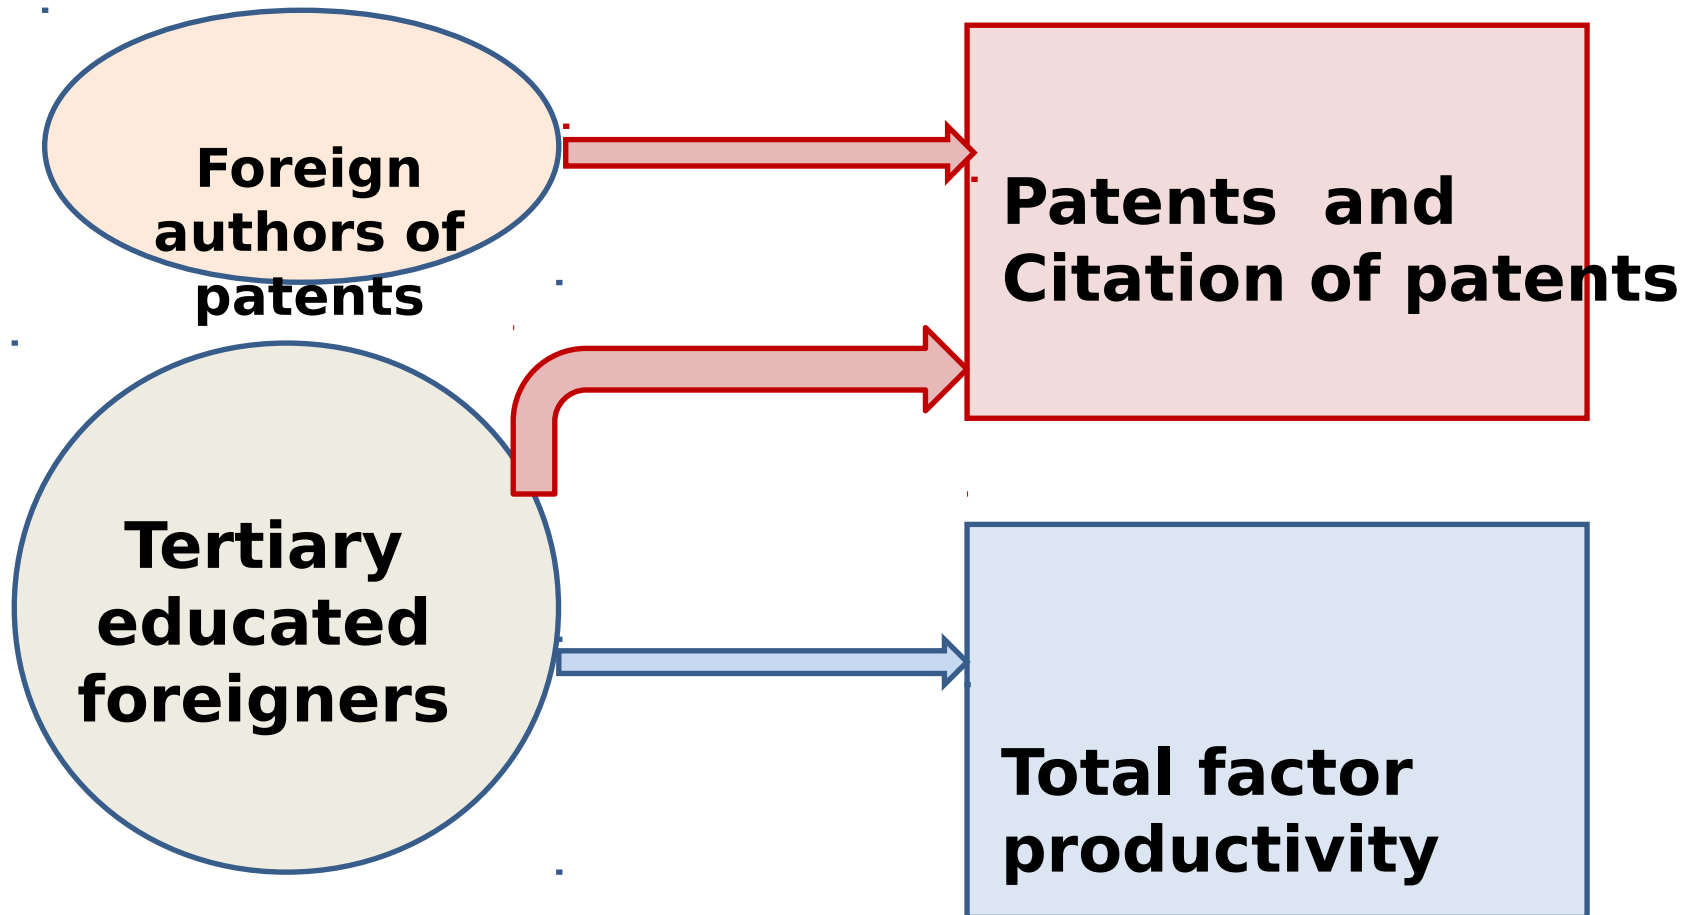 Foreign
authors of
patents
Patents  and
Citation of patents
Tertiary
educated
foreigners
Total factor
productivity